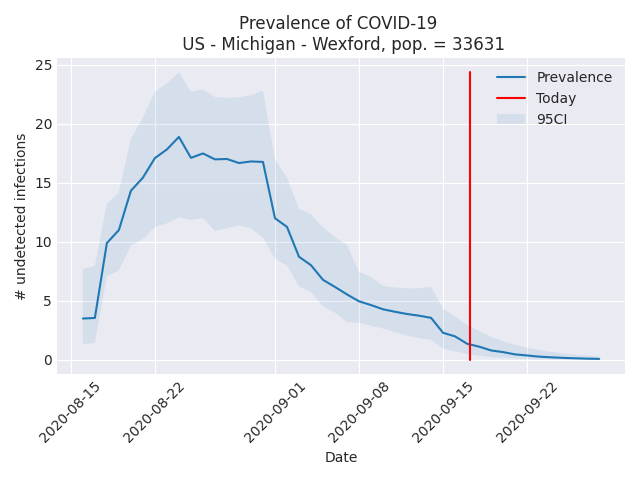 Prevalence of COVID-19
US - Michigan - Wexford, pop. = 33631
25
20
15
10
5
0
# undetected infections
Prevalence
Today
95CI
2020-08-15
2020-08-22
2020-09-01
2020-09-08
2020-09-15
2020-09-22
Date